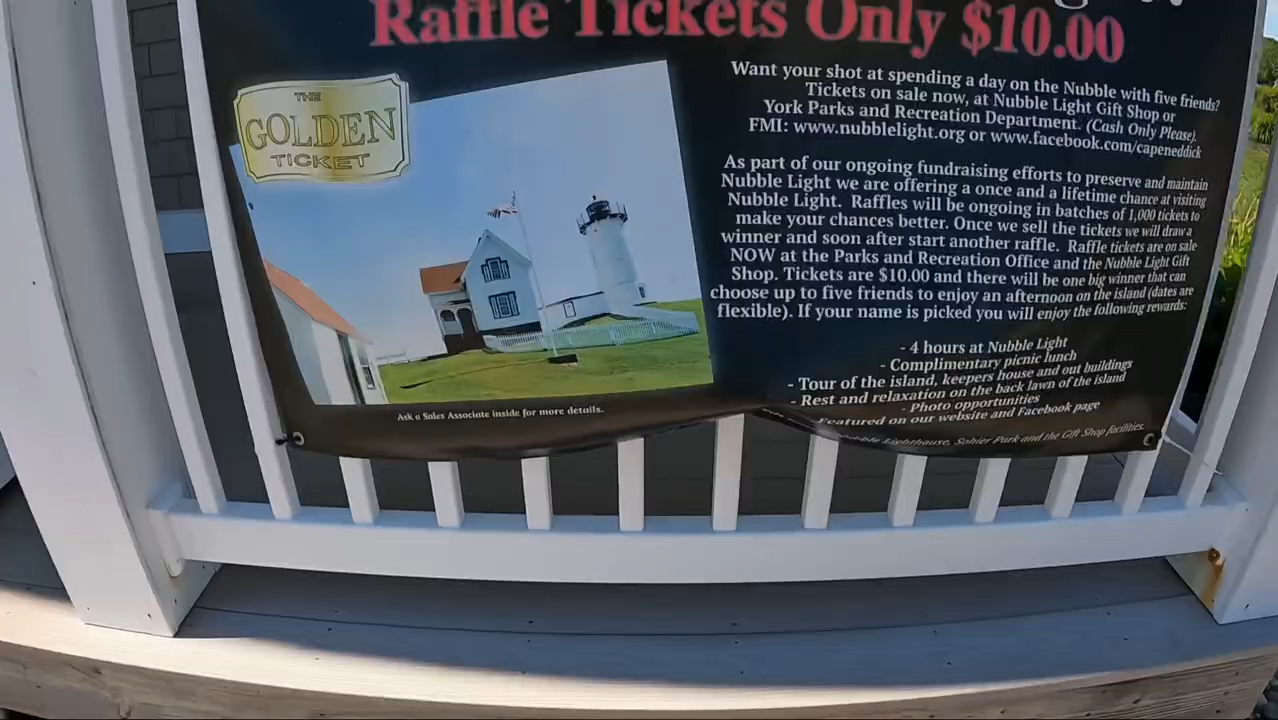 Raffle Tickets Only $10.00
THE
GOLDEN
TICKET
Want your shot at spending a day on the Nubble with five friends?
Tickets on sale now, at Nubble Light Gift Shop or
York Parks and Recreation Department. (Cash Only Please).
FMI: www.nubblelight.org or www.facebook.com/capeneddick
As part of our ongoing fundraising efforts to preserve and maintain
Nubble Light we are offering a once and a lifetime chance at visiting
Nubble Light. Raffles will be ongoing in batches of 1,000 tickets to
make your chances better. Once we sell the tickets we will draw a
winner and soon after start another raffle. Raffle tickets are on sale
NOW at the Parks and Recreation Office and the Nubble Light Gift
Shop. Tickets are $10.00 and there will be one big winner that can
choose up to five friends to enjoy an afternoon on the island (dates are
flexible). If your name is picked you will enjoy the following rewards:
- 4 hours at Nubble Light
- Complimentary picnic lunch
- Tour of the island, keepers house and out buildings
- Rest and relaxation on the back lawn of the island
- Photo opportunities
Featured on our website and Facebook page
Lighthouse, Sohier Park and the Gift Shop facilities.
Ask a Sales Associate inside for more details.